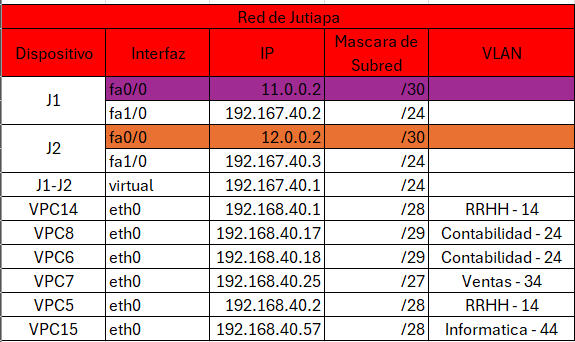 Red de Jutiapa
Dispositivo Interfaz IP Mascara de Subred VLAN
J1 fa0/0 11.0.0.2 /30
fa1/0 192.167.40.2 /24
J2 fa0/0 12.0.0.2 /30
fa1/0 192.167.40.3 /24
J1-J2 virtual 192.167.40.1 /24
VPC14 eth0 192.168.40.1 /28 RRHH - 14
VPC8 eth0 192.168.40.17 /29 Contabilidad - 24
VPC6 eth0 192.168.40.18 /29 Contabilidad - 24
VPC7 eth0 192.168.40.25 /27 Ventas - 34
VPC5 eth0 192.168.40.2 /28 RRHH - 14
VPC15 eth0 192.168.40.57 /28 Informatica - 44